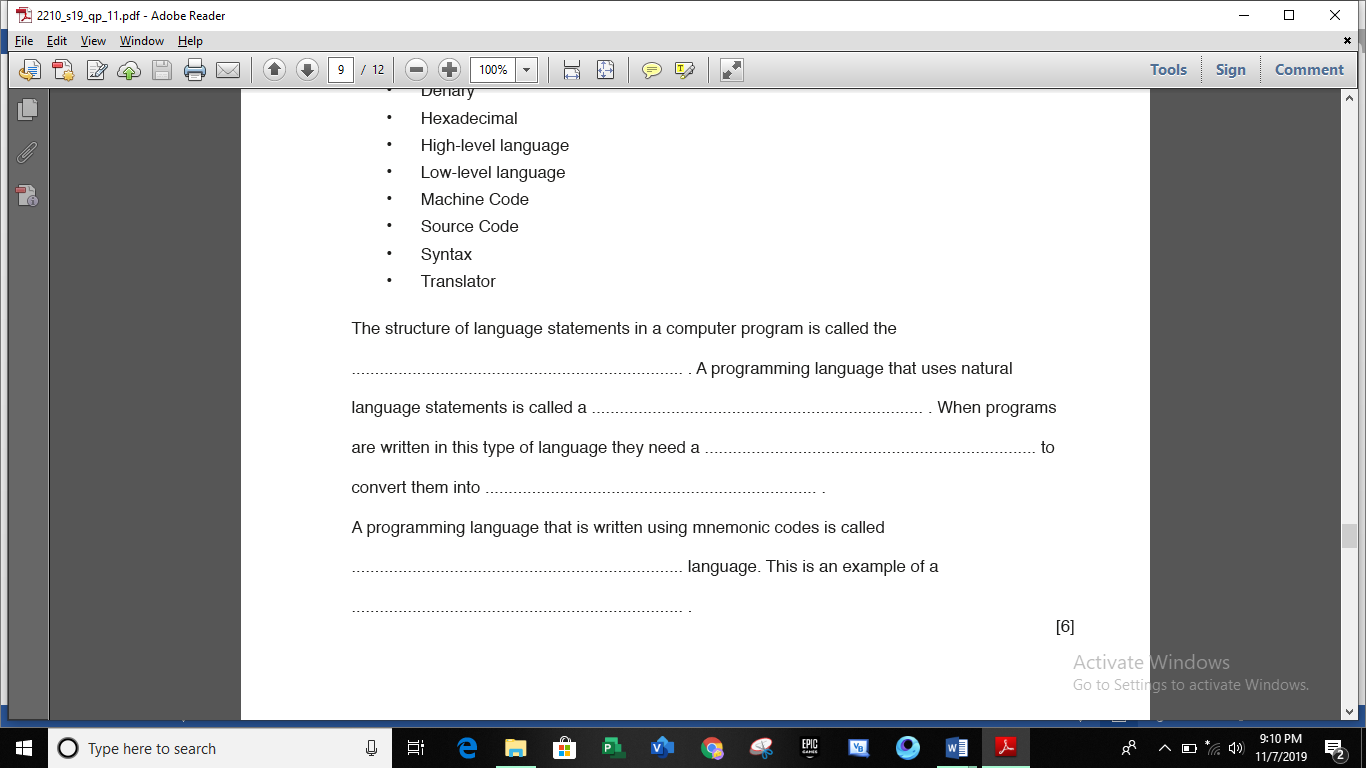 2210_s19_qp_11.pdf - Adobe Reader
File Edit View Window Help
9 / 12 100% Tools Sign Comment
Denary
• Hexadecimal
• High-level language
• Low-level language
• Machine Code
• Source Code
• Syntax
• Translator
The structure of language statements in a computer program is called the
....................................................................... . A programming language that uses natural
language statements is called a ....................................................................... . When programs
are written in this type of language they need a ....................................................................... to
convert them into ....................................................................... .
A programming language that is written using mnemonic codes is called
....................................................................... language. This is an example of a
....................................................................... .
[6]
Activate Windows
Go to Settings to activate Windows.
Type here to search
9:10 PM
11/7/2019
2